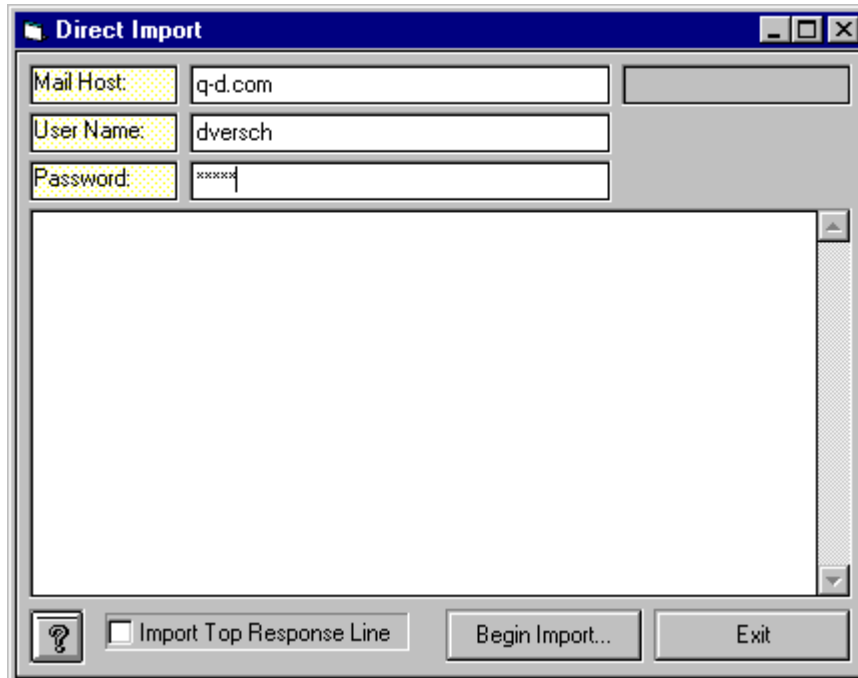 Direct Import
Mail Host: q-d.com
User Name: dversch
Password: *****
? Import Top Response Line Begin Import... Exit